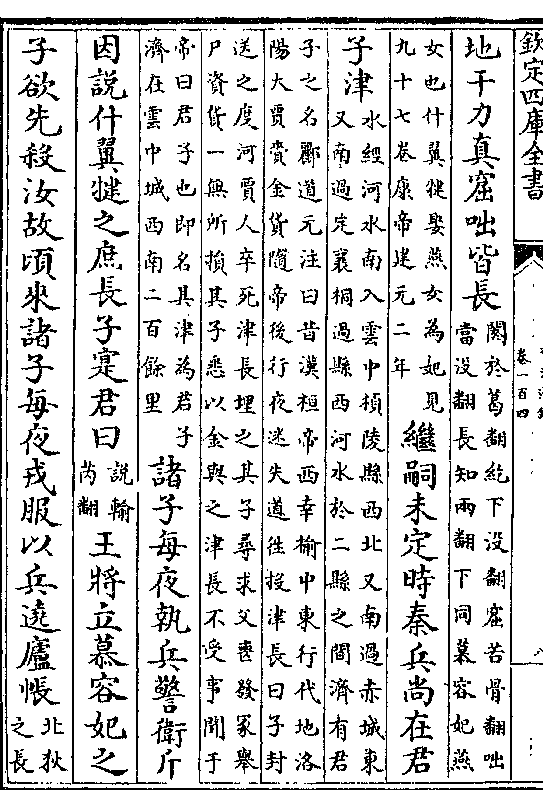 欽定四庫全書
卷一百四
地干力真窟咄皆長
閼於葛翻紇下没翻窟苦骨翻咄
當没翻長知兩翻下同慕容妃燕
女也什翼犍娶燕女為妃見
九十七卷康帝建元二年
繼嗣未定時秦兵尚在君
子津
水經河水南入雲中楨陵縣西北又南過赤城東
又南過定襄桐過縣西河水於二縣之間濟有君
子之名酈道元注曰昔漢桓帝西幸榆中東行代地洛
陽大賈賫金貨隨帝後行夜迷失道往投津長曰子封
送之度河賈人卒死津長埋之其子尋求父喪發冢舉
尸資貨一無所損其子悉以金與之津長不受事聞于
帝曰君子也即名其津為君子
濟在雲中城西南二百餘里
諸子每夜執兵警衛斤
因說什翼犍之庶長子寔君曰
說輸
芮翻
王將立慕容妃之
子欲先殺汝故頃來諸子每夜戎服以兵遶廬帳
北狄
之長